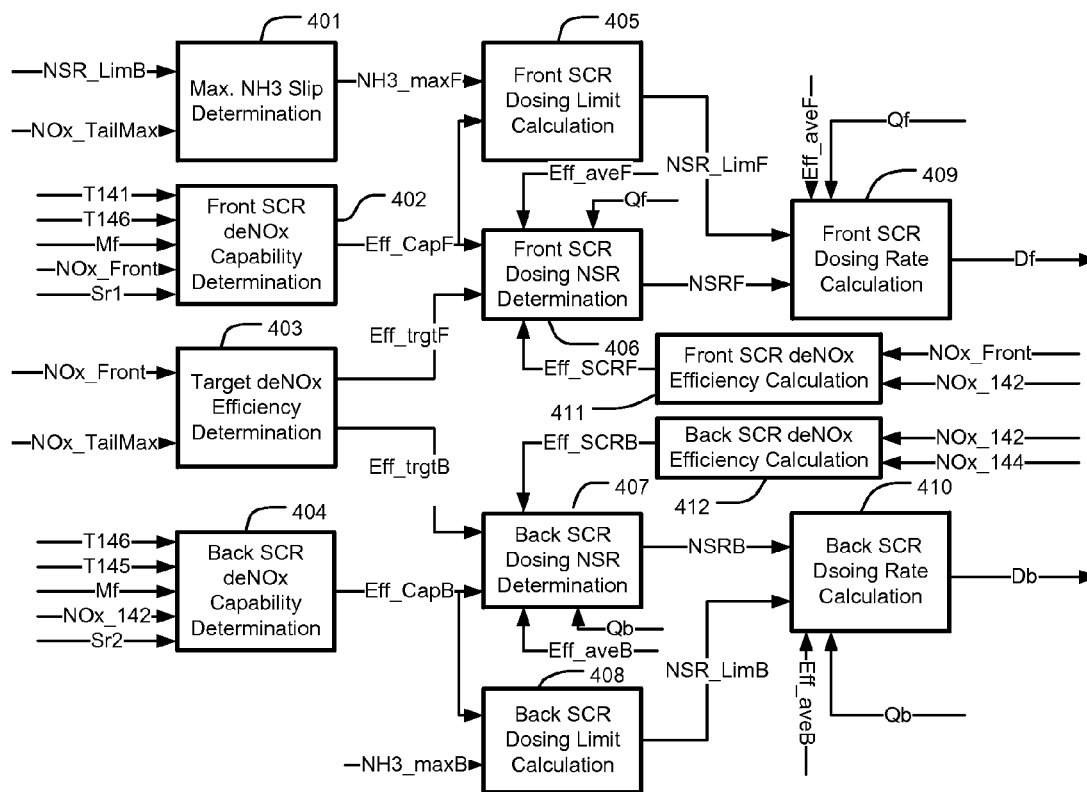 401
NSR_LimB
NOx_TailMax
Max. NH3 Slip
Determination
NH3_maxF
405
Front SCR
Dosing Limit
Calculation
T141
T146
Mf
NOx_Front
Sr1
402
Front SCR
deNOx
Capability
Determination
Eff_CapF
Eff_aveF
Qf
Front SCR
Dosing NSR
Determination
406
NSR_LimF
NSRF
Eff_aveF
Qf
409
Front SCR
Dosing Rate
Calculation
Df
403
NOx_Front
NOx_TailMax
Target deNOx
Efficiency
Determination
Eff_trgtF
Eff_trgtB
Eff_SCRF
Front SCR deNOx
Efficiency Calculation
411
NOx_Front
NOx_142
Eff_SCRB
Back SCR deNOx
Efficiency Calculation
412
NOx_142
NOx_144
404
T146
T145
Mf
NOx_142
Sr2
Back SCR
deNOx
Capability
Determination
Eff_CapB
407
Back SCR
Dosing NSR
Determination
Qb
Eff_aveB
NSRB
410
Back SCR
Dsoing Rate
Calculation
Db
408
NH3_maxB
Back SCR
Dosing Limit
Calculation
NSR_LimB
Eff_aveB
Qb